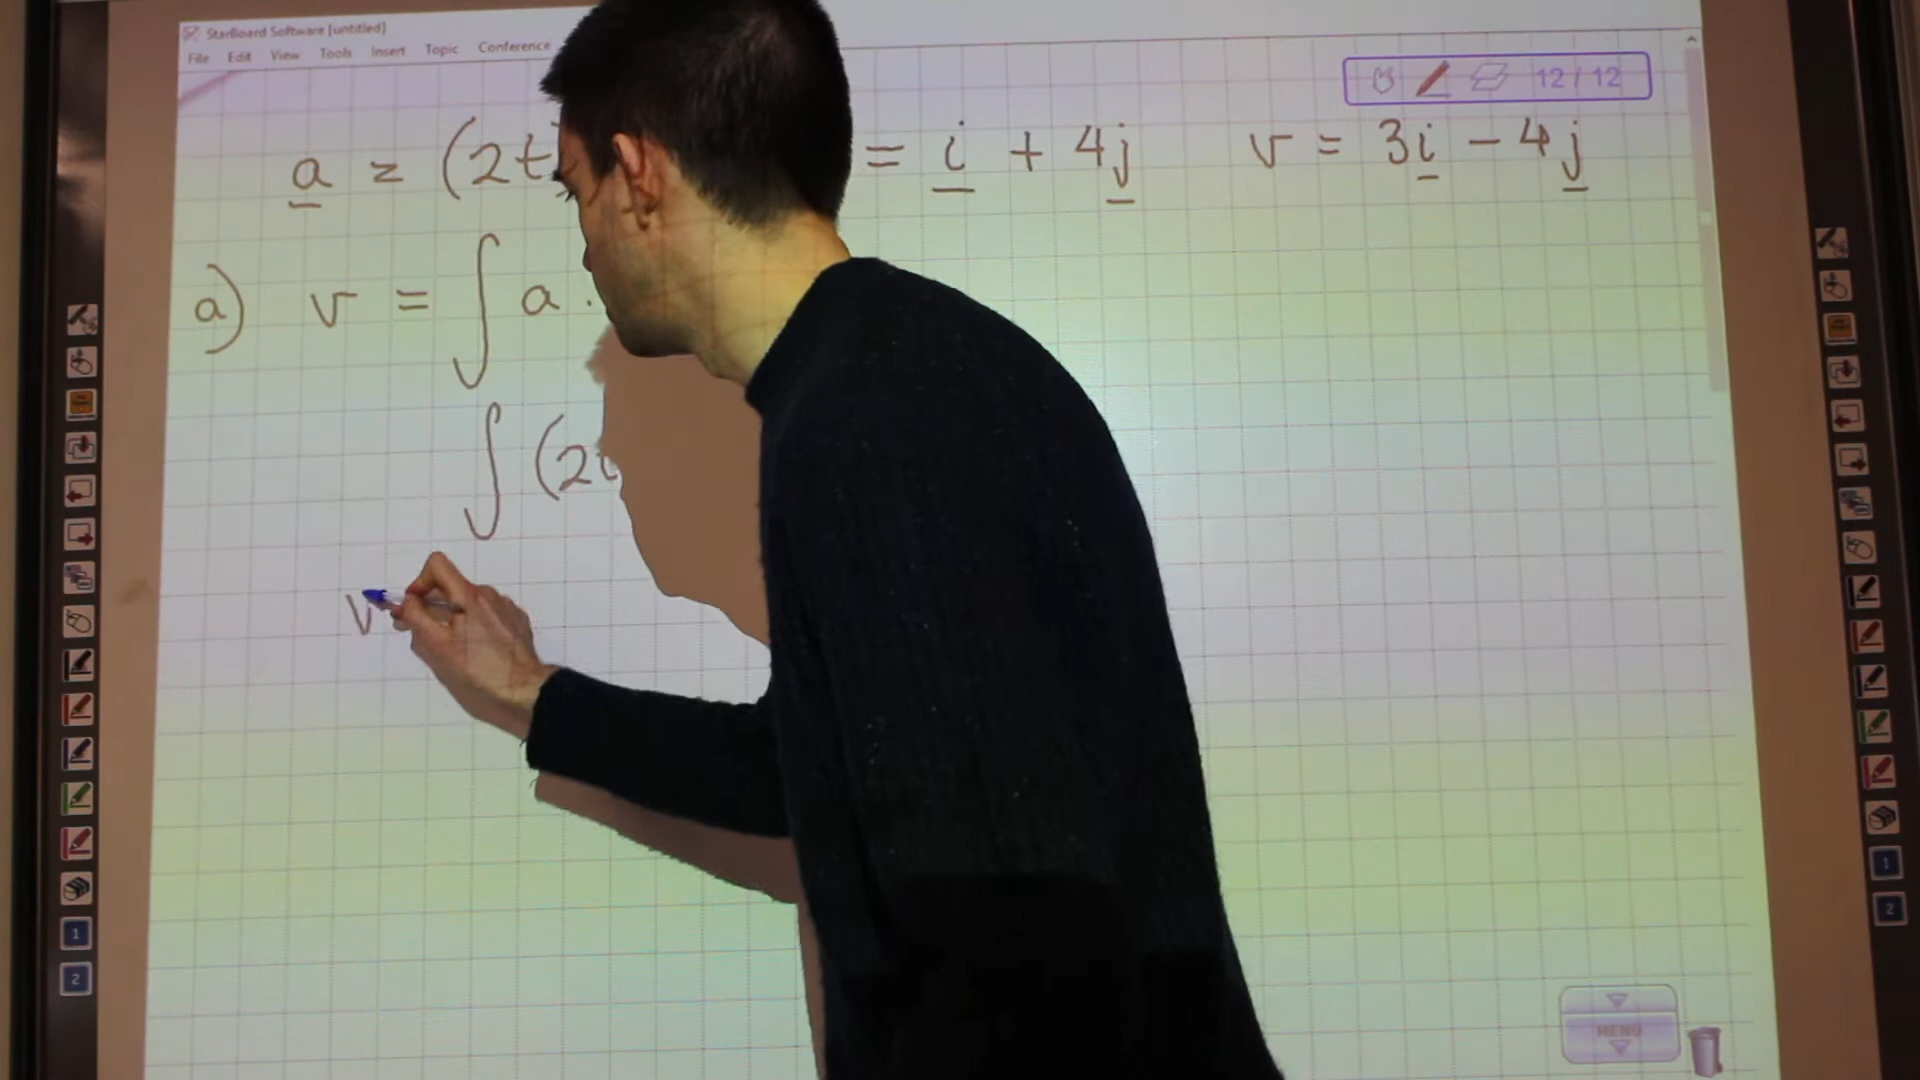 StarBoard Software [untitled]
File Edit View Tools Insert Topic Conference
12 / 12
a = (2t = i + 4j v = 3i - 4j
a) v = ∫ a .
∫ (2t
v
MENU
1
2
1
2